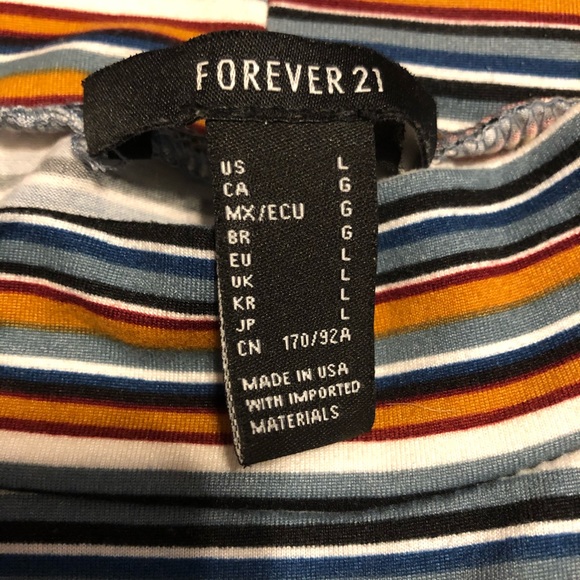 FOREVER 21
US L
CA G
MX/ECU G
BR G
EU L
UK L
KR L
JP L
CN 170/92A
MADE IN USA
WITH IMPORTED
MATERIALS